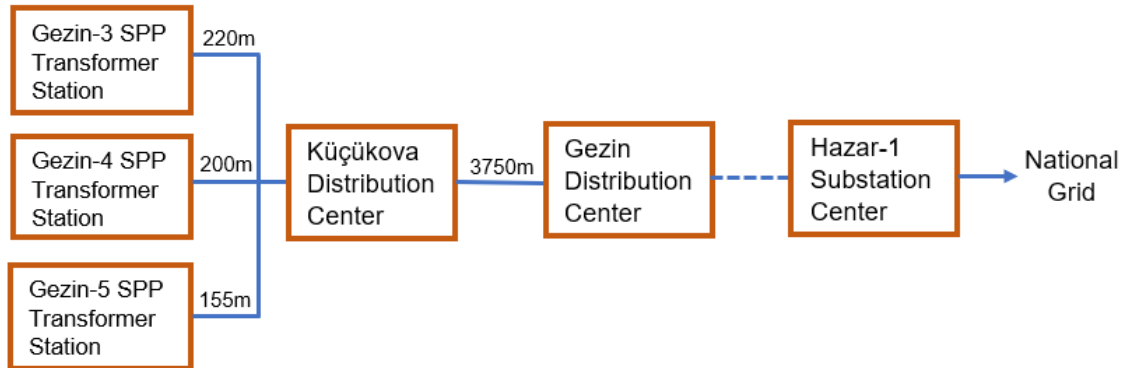 Gezin-3 SPP
Transformer
Station
220m
Gezin-4 SPP
Transformer
Station
200m
Gezin-5 SPP
Transformer
Station
155m
Küçükova
Distribution
Center
3750m
Gezin
Distribution
Center
Hazar-1
Substation
Center
National
Grid